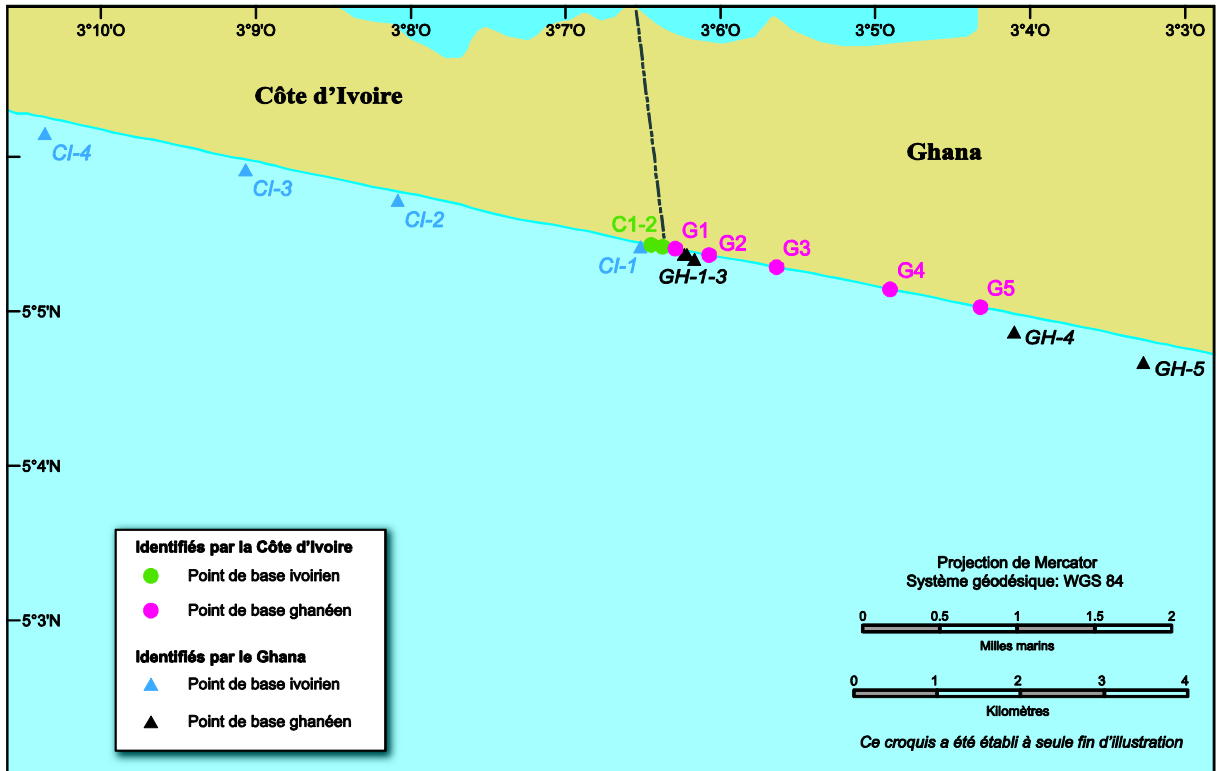 3°10'O 3°9'O 3°8'O 3°7'O 3°6'O 3°5'O 3°4'O 3°3'O
Côte d'Ivoire
CI-4
Ghana
CI-3
CI-2
C1-2
G1
G2
G3
CI-1
GH-1-3
G4
G5
5°5'N
GH-4
GH-5
5°4'N
Identifiés par la Côte d'Ivoire
Point de base ivoirien
Point de base ghanéen
Identifiés par le Ghana
Point de base ivoirien
Point de base ghanéen
5°3'N
Projection de Mercator
Système géodésique: WGS 84
0 0.5 1 1.5 2
Milles marins
0 1 2 3 4
Kilomètres
Ce croquis a été établi à seule fin d'illustration